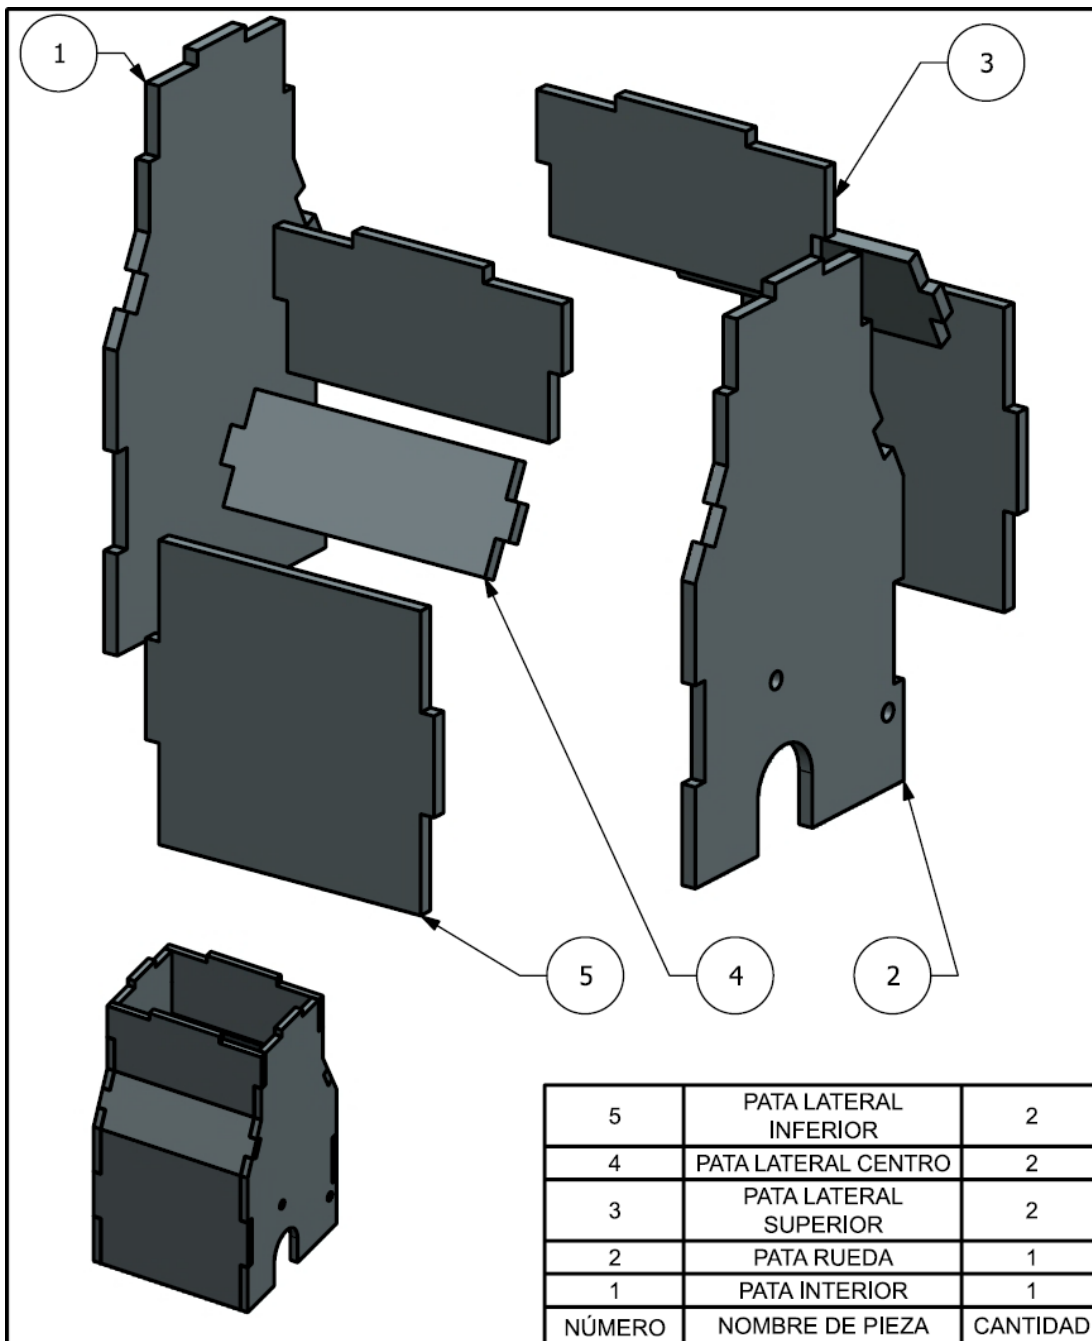 1
3
5
4
2
5 PATA LATERAL INFERIOR 2
4 PATA LATERAL CENTRO 2
3 PATA LATERAL SUPERIOR 2
2 PATA RUEDA 1
1 PATA INTERIOR 1
NÚMERO NOMBRE DE PIEZA CANTIDAD